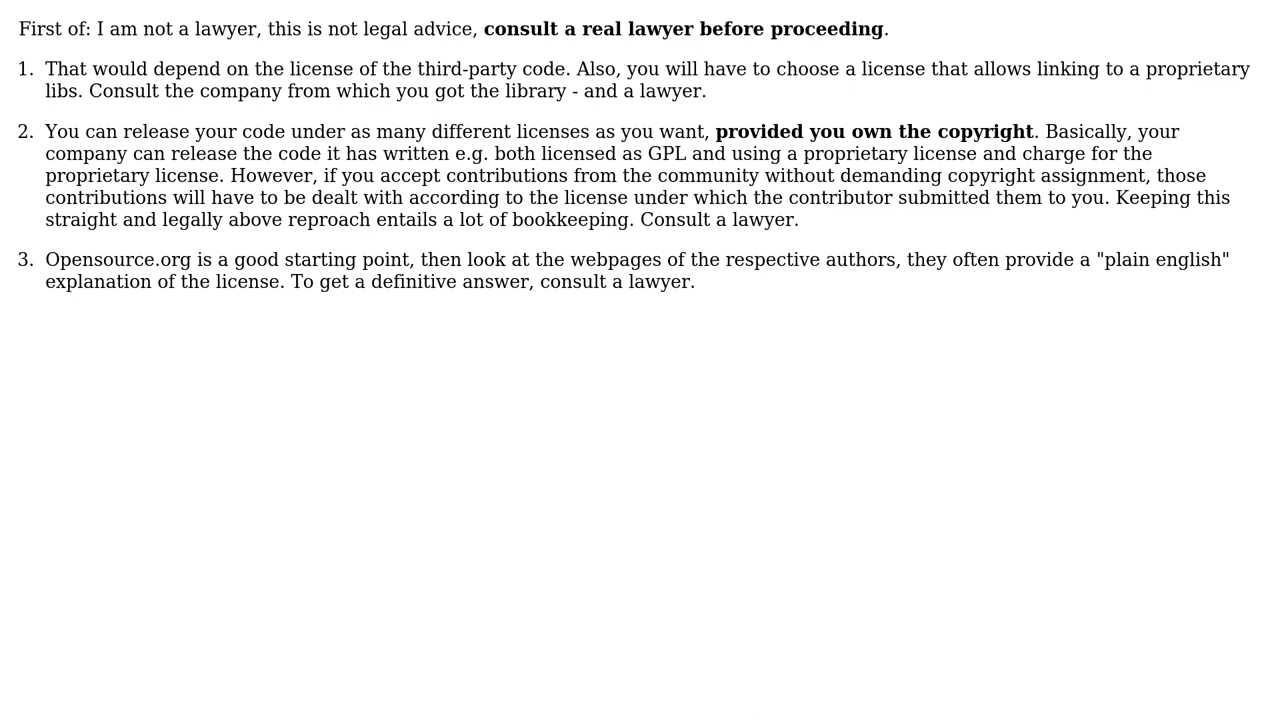 First of: I am not a lawyer, this is not legal advice, consult a real lawyer before proceeding.
1. That would depend on the license of the third-party code. Also, you will have to choose a license that allows linking to a proprietary
libs. Consult the company from which you got the library - and a lawyer.
2. You can release your code under as many different licenses as you want, provided you own the copyright. Basically, your
company can release the code it has written e.g. both licensed as GPL and using a proprietary license and charge for the
proprietary license. However, if you accept contributions from the community without demanding copyright assignment, those
contributions will have to be dealt with according to the license under which the contributor submitted them to you. Keeping this
straight and legally above reproach entails a lot of bookkeeping. Consult a lawyer.
3. Opensource.org is a good starting point, then look at the webpages of the respective authors, they often provide a "plain english"
explanation of the license. To get a definitive answer, consult a lawyer.